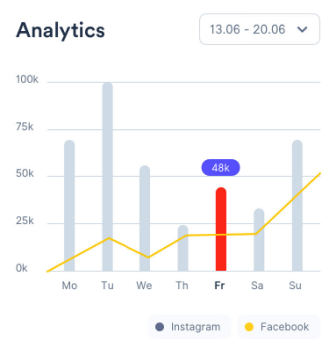 Analytics
13.06 - 20.06
100k
75k
50k
25k
0k
48k
Mo Tu We Th Fr Sa Su
Instagram Facebook